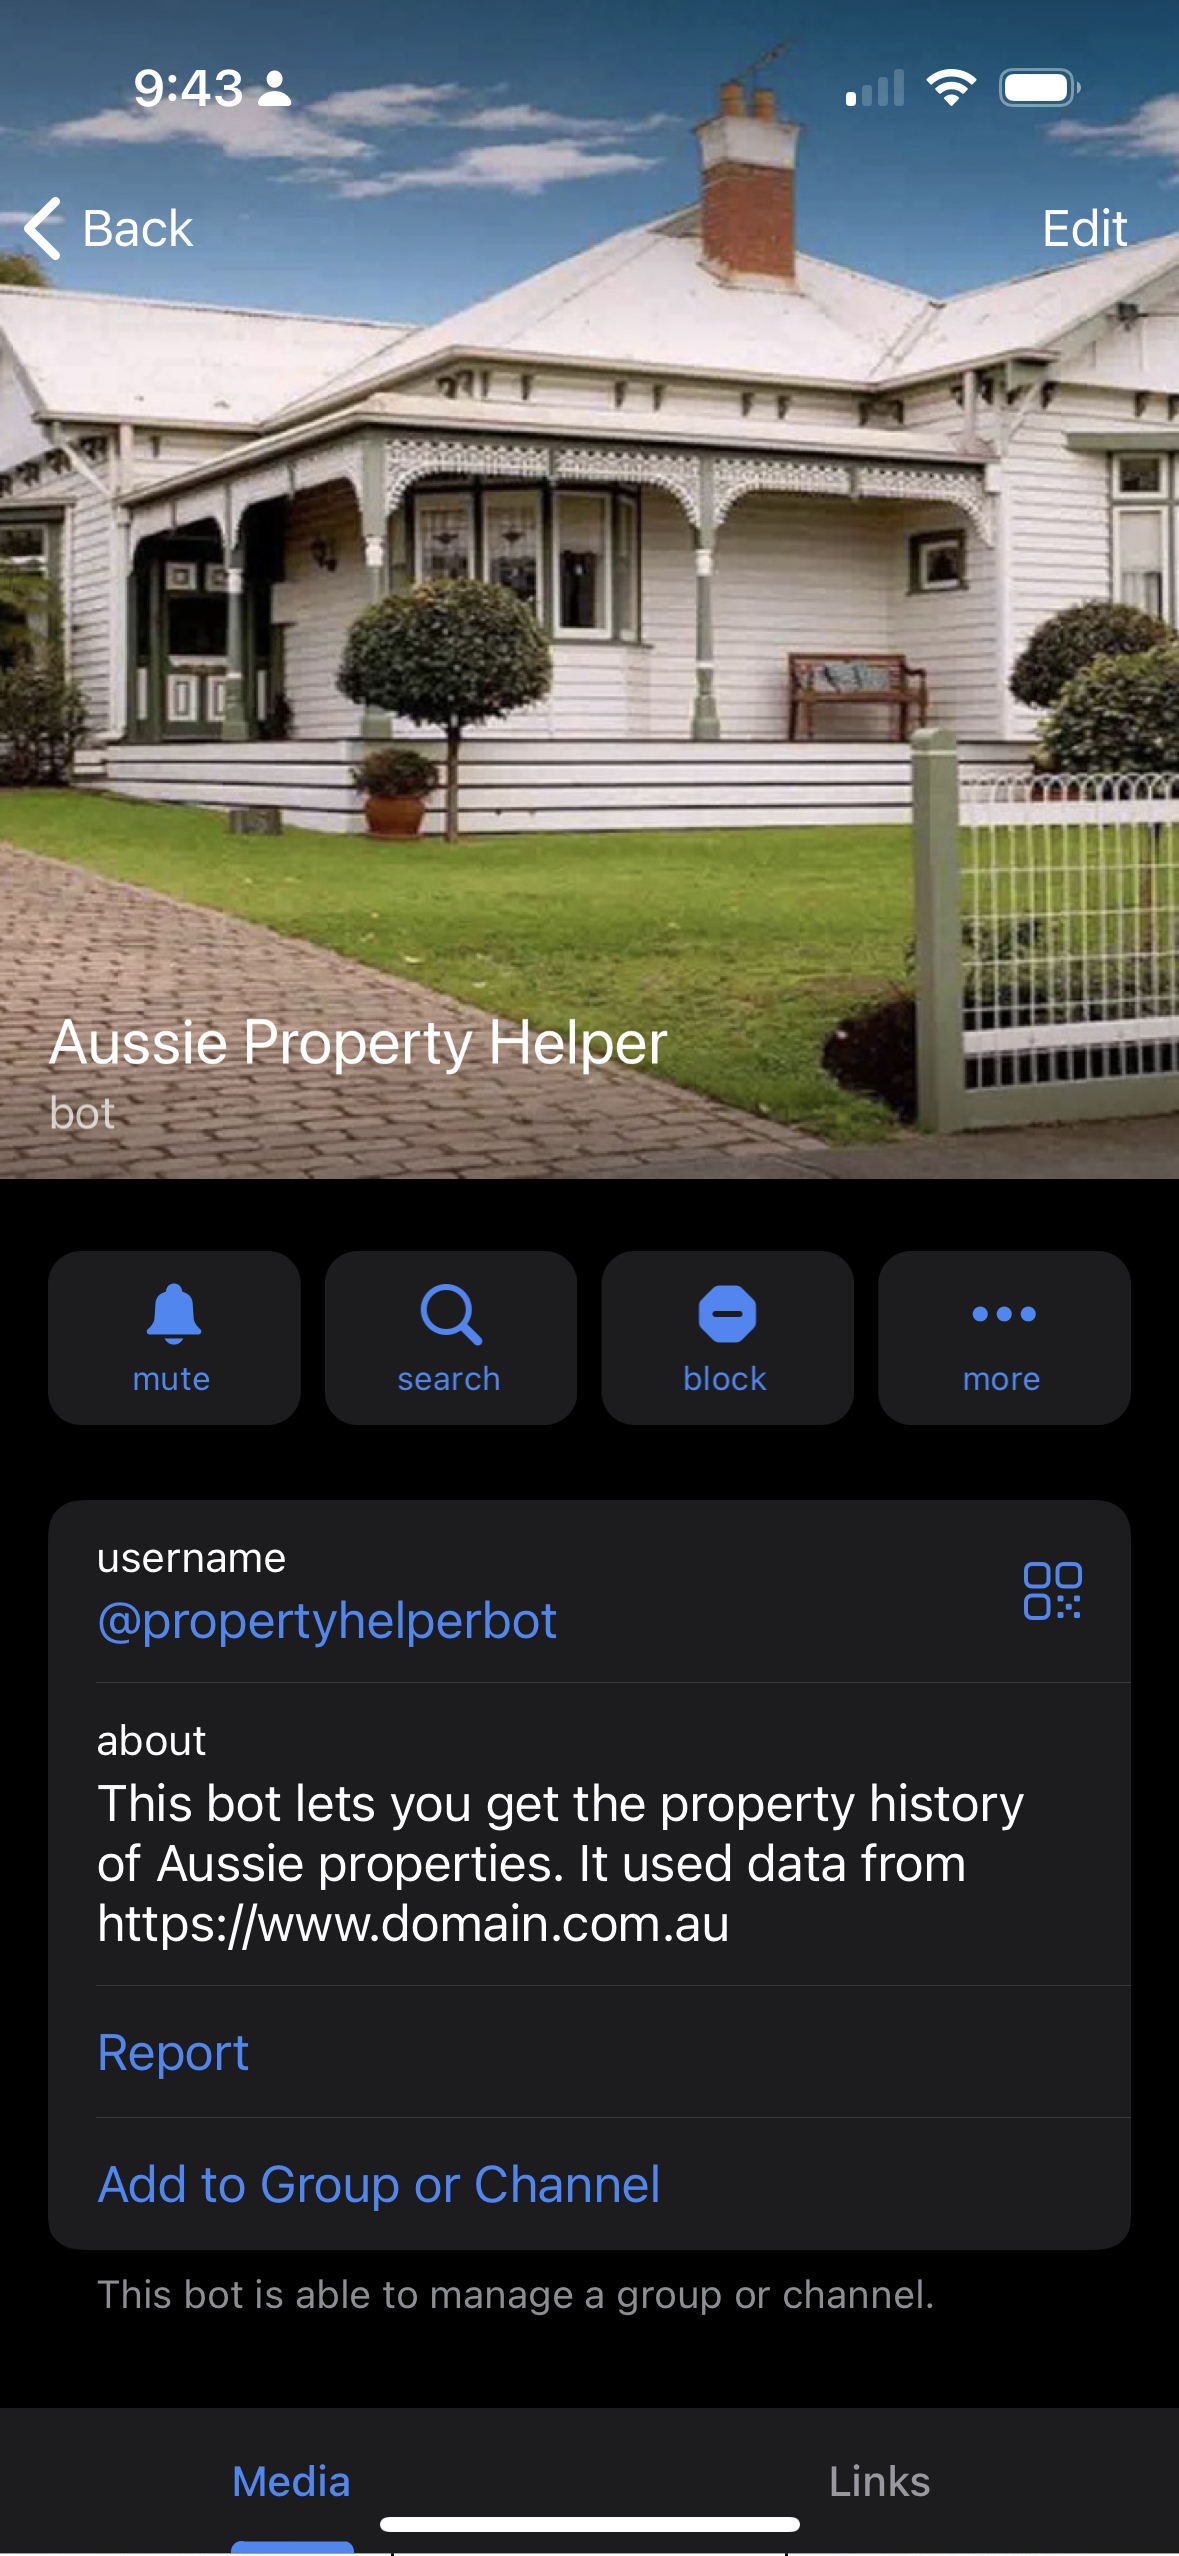 9:43
Back
Edit
Aussie Property Helper
bot
mute
search
block
more
username
@propertyhelperbot
about
This bot lets you get the property history
of Aussie properties. It used data from
https://www.domain.com.au
Report
Add to Group or Channel
This bot is able to manage a group or channel.
Media
Links